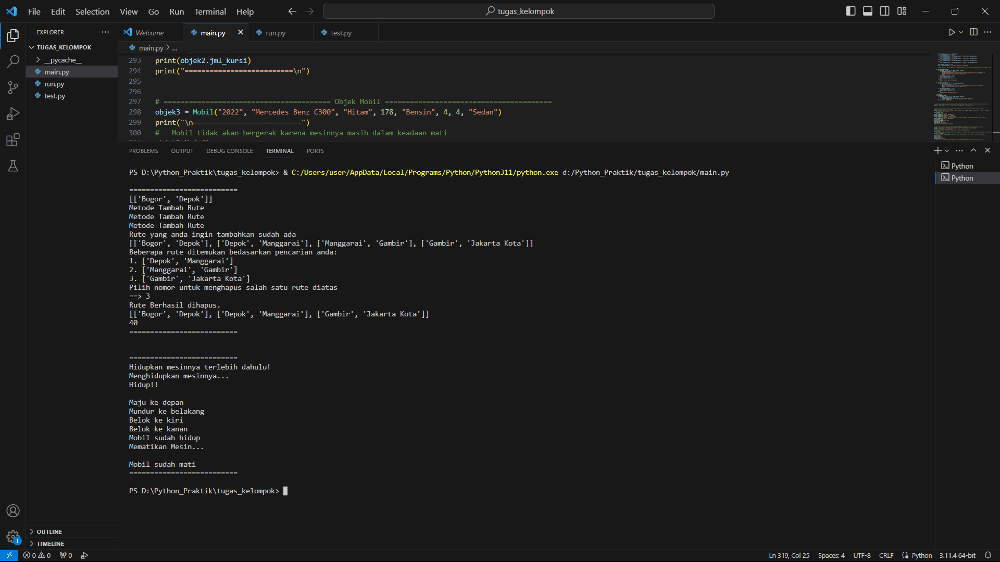 File Edit Selection View Go Run Terminal Help
tugas_kelompok
EXPLORER
TUGAS_KELOMPOK
__pycache__
main.py
run.py
test.py
OUTLINE
TIMELINE
Welcome main.py run.py test.py
main.py > ...
293 print(objek2.jml_kursi)
294 print("==========================\n")
295
296
297 # ======================================== Objek Mobil ========================================
298 objek3 = Mobil("2022", "Mercedes Benz C300", "Hitam", 178, "Bensin", 4, 4, "Sedan")
299 print("\n==========================")
300 #   Mobil tidak akan bergerak karena mesinnya masih dalam keadaan mati
PROBLEMS OUTPUT DEBUG CONSOLE TERMINAL PORTS
Python
Python
PS D:\Python_Praktik\tugas_kelompok> & C:/Users/user/AppData/Local/Programs/Python/Python311/python.exe d:/Python_Praktik/tugas_kelompok/main.py
==========================
[['Bogor', 'Depok']]
Metode Tambah Rute
Metode Tambah Rute
Metode Tambah Rute
Rute yang anda ingin tambahkan sudah ada
[['Bogor', 'Depok'], ['Depok', 'Manggarai'], ['Manggarai', 'Gambir'], ['Gambir', 'Jakarta Kota']]
Beberapa rute ditemukan bedasarkan pencarian anda:
1. ['Depok', 'Manggarai']
2. ['Manggarai', 'Gambir']
3. ['Gambir', 'Jakarta Kota']
Pilih nomor untuk menghapus salah satu rute diatas
==> 3
Rute Berhasil dihapus.
[['Bogor', 'Depok'], ['Depok', 'Manggarai'], ['Gambir', 'Jakarta Kota']]
40
==========================
==========================
Hidupkan mesinnya terlebih dahulu!
Menghidupkan mesinnya...
Hidup!!
Maju ke depan
Mundur ke belakang
Belok ke kiri
Belok ke kanan
Mobil sudah hidup
Mematikan Mesin...
Mobil sudah mati
==========================
PS D:\Python_Praktik\tugas_kelompok>
1
0 0 0
Ln 319, Col 25 Spaces: 4 UTF-8 CRLF Python 3.11.4 64-bit